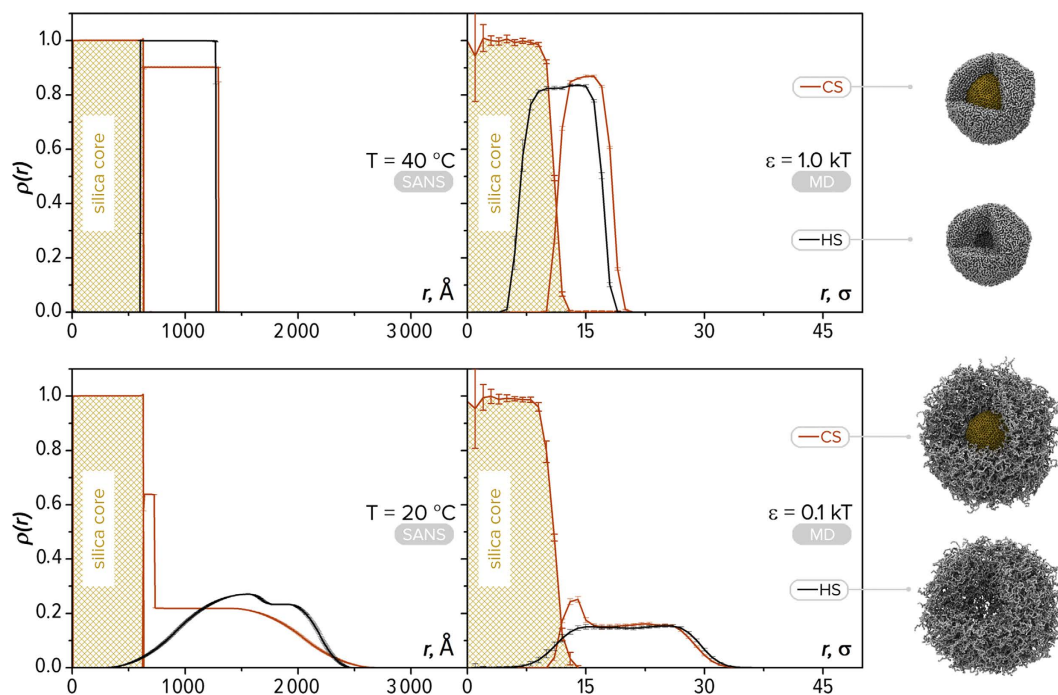 1.0
0.8
0.6
0.4
0.2
0.0
ρ(r)
silica core
T = 40 °C
SANS
r, Å
0
1000
2000
3000
silica core
ε = 1.0 kT
MD
r, σ
0
15
30
45
CS
HS
1.0
0.8
0.6
0.4
0.2
0.0
ρ(r)
silica core
T = 20 °C
SANS
r, Å
0
1000
2000
3000
silica core
ε = 0.1 kT
MD
r, σ
0
15
30
45
CS
HS